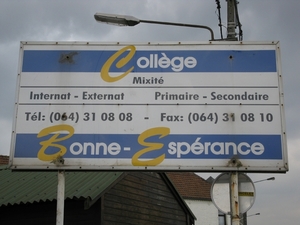 Collège
Mixité
Internat - Externat Primaire - Secondaire
Tél: (064) 31 08 08 - Fax: (064) 31 08 10
Bonne - Espérance